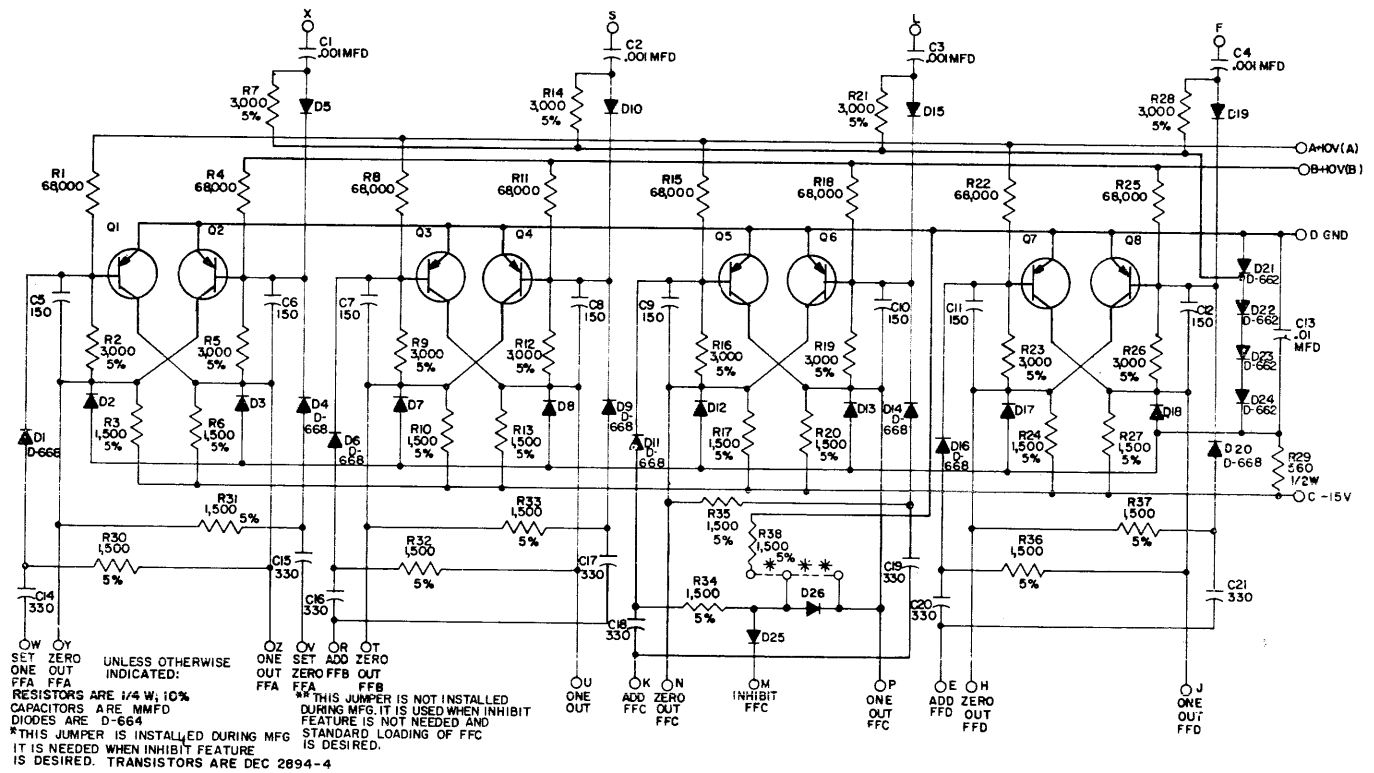 X
S
L
F
C1
.001MFD
C2
.001MFD
C3
.001MFD
C4
.001MFD
R7
3,000
5%
D5
R14
3,000
5%
D10
R21
3,000
5%
D15
R28
3,000
5%
D19
A+10V(A)
B+10V(B)
R1
68,000
R4
68,000
R8
68,000
R11
68,000
R15
68,000
R18
68,000
R22
68,000
R25
68,000
Q1
Q2
Q3
Q4
Q5
Q6
Q7
Q8
D GND
C5
150
C6
150
C7
150
C8
150
C9
150
C10
150
C11
150
C12
150
D21
D-662
D22
D-662
D23
D-662
D24
D-662
C13
.01
MFD
R2
3,000
5%
R5
3,000
5%
R9
3,000
5%
R12
3,000
5%
R16
3,000
5%
R19
3,000
5%
R23
3,000
5%
R26
3,000
5%
D2
D3
D4
D-
668
D7
D8
D9
D-
668
D12
D13
D14
D-
668
D17
D18
D1
D-668
R3
1,500
5%
R6
1,500
5%
D6
D-
668
R10
1,500
5%
R13
1,500
5%
D11
D-
668
R17
1,500
5%
R20
1,500
5%
D16
D-
668
R24
1,500
5%
R27
1,500
5%
D20
D-668
R29
560
1/2W
C -15V
R31
1,500
5%
R30
1,500
5%
R33
1,500
5%
R32
1,500
5%
R35
1,500
5%
R38
1,500
5%
* * *
R34
1,500
5%
D26
D25
R37
1,500
5%
R36
1,500
5%
C14
330
C15
330
C16
330
C17
330
C18
330
C19
330
C20
330
C21
330
W
SET
ONE
FFA
Y
ZERO
OUT
FFA
Z
ONE
OUT
FFA
V
SET
ZERO
FFA
R
ADD
FFB
T
ZERO
OUT
FFB
U
ONE
OUT
K
ADD
FFC
N
ZERO
OUT
FFC
M
INHIBIT
FFC
P
ONE
OUT
FFC
E
ADD
FFD
H
ZERO
OUT
FFD
J
ONE
OUT
FFD
UNLESS OTHERWISE
INDICATED:
RESISTORS ARE 1/4 W; 10%
CAPACITORS ARE MMFD
DIODES ARE D-664
*THIS JUMPER IS INSTALLED DURING MFG
IT IS NEEDED WHEN INHIBIT FEATURE
IS DESIRED. TRANSISTORS ARE DEC 2894-4
** THIS JUMPER IS NOT INSTALLED
DURING MFG. IT IS USED WHEN INHIBIT
FEATURE IS NOT NEEDED AND
STANDARD LOADING OF FFC
IS DESIRED.